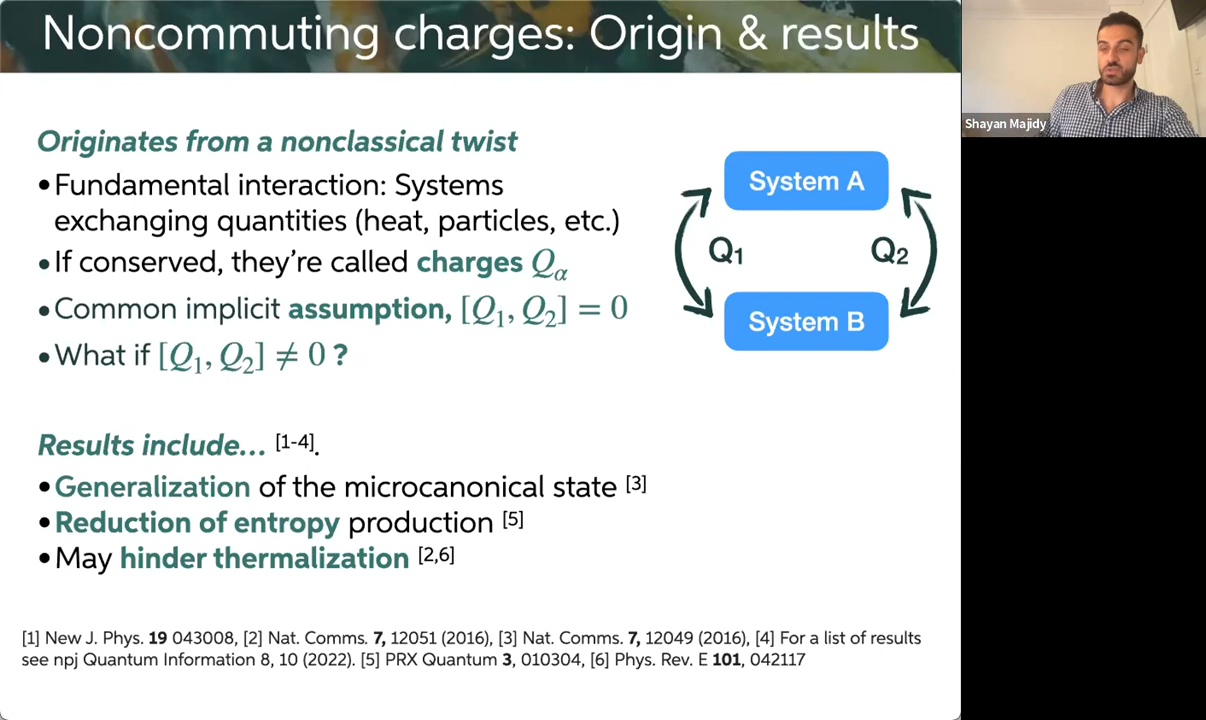 Noncommuting charges: Origin & results
Shayan Majidy
Originates from a nonclassical twist
•Fundamental interaction: Systems
exchanging quantities (heat, particles, etc.)
•If conserved, they’re called charges Qα
•Common implicit assumption, [Q1, Q2] = 0
•What if [Q1, Q2] ≠ 0 ?
System A
Q1
Q2
System B
Results include... [1-4].
•Generalization of the microcanonical state [3]
•Reduction of entropy production [5]
•May hinder thermalization [2,6]
[1] New J. Phys. 19 043008, [2] Nat. Comms. 7, 12051 (2016), [3] Nat. Comms. 7, 12049 (2016), [4] For a list of results
see npj Quantum Information 8, 10 (2022). [5] PRX Quantum 3, 010304, [6] Phys. Rev. E 101, 042117